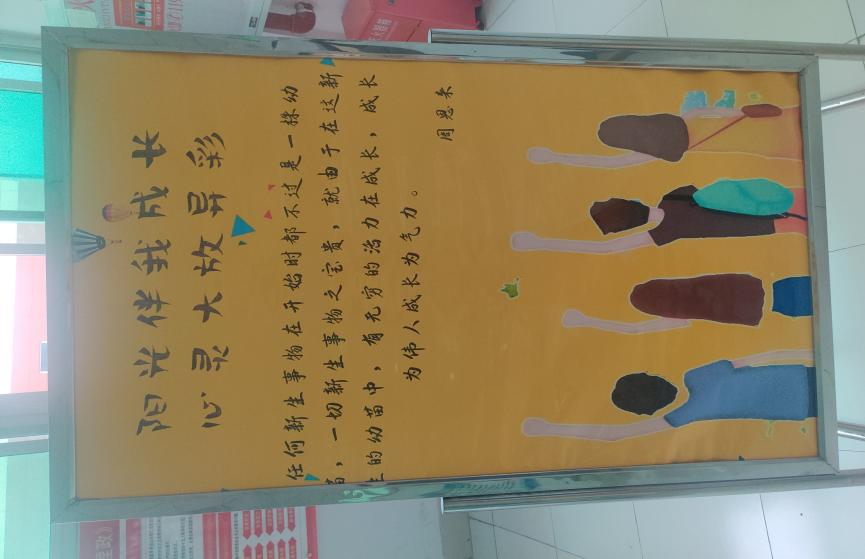 阳光伴我成长
心灵大放异彩
任何新生事物在开始时都不过是一株幼
苗，一切新生事物之宝贵，就由于在这新
生的幼苗中，有无穷的活力在成长，成长
为伟人成长为气力。
周恩来